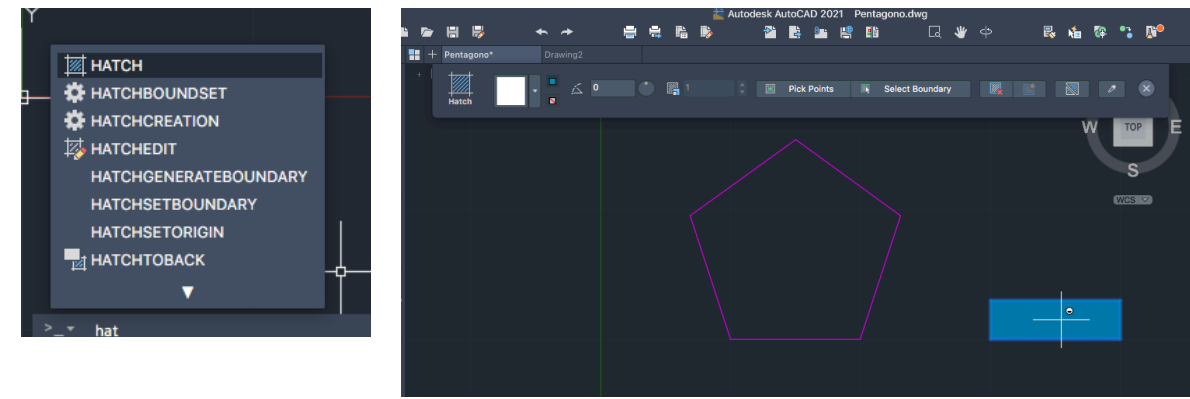 Y
HATCH
HATCHBOUNDSET
HATCHCREATION
HATCHEDIT
HATCHGENERATEBOUNDARY
HATCHSETBOUNDARY
HATCHSETORIGIN
HATCHTOBACK
>_ hat
Autodesk AutoCAD 2021 Pentagono.dwg
Pentagono* Drawing2
Hatch 0 1 Pick Points Select Boundary
W TOP E
S
WCS